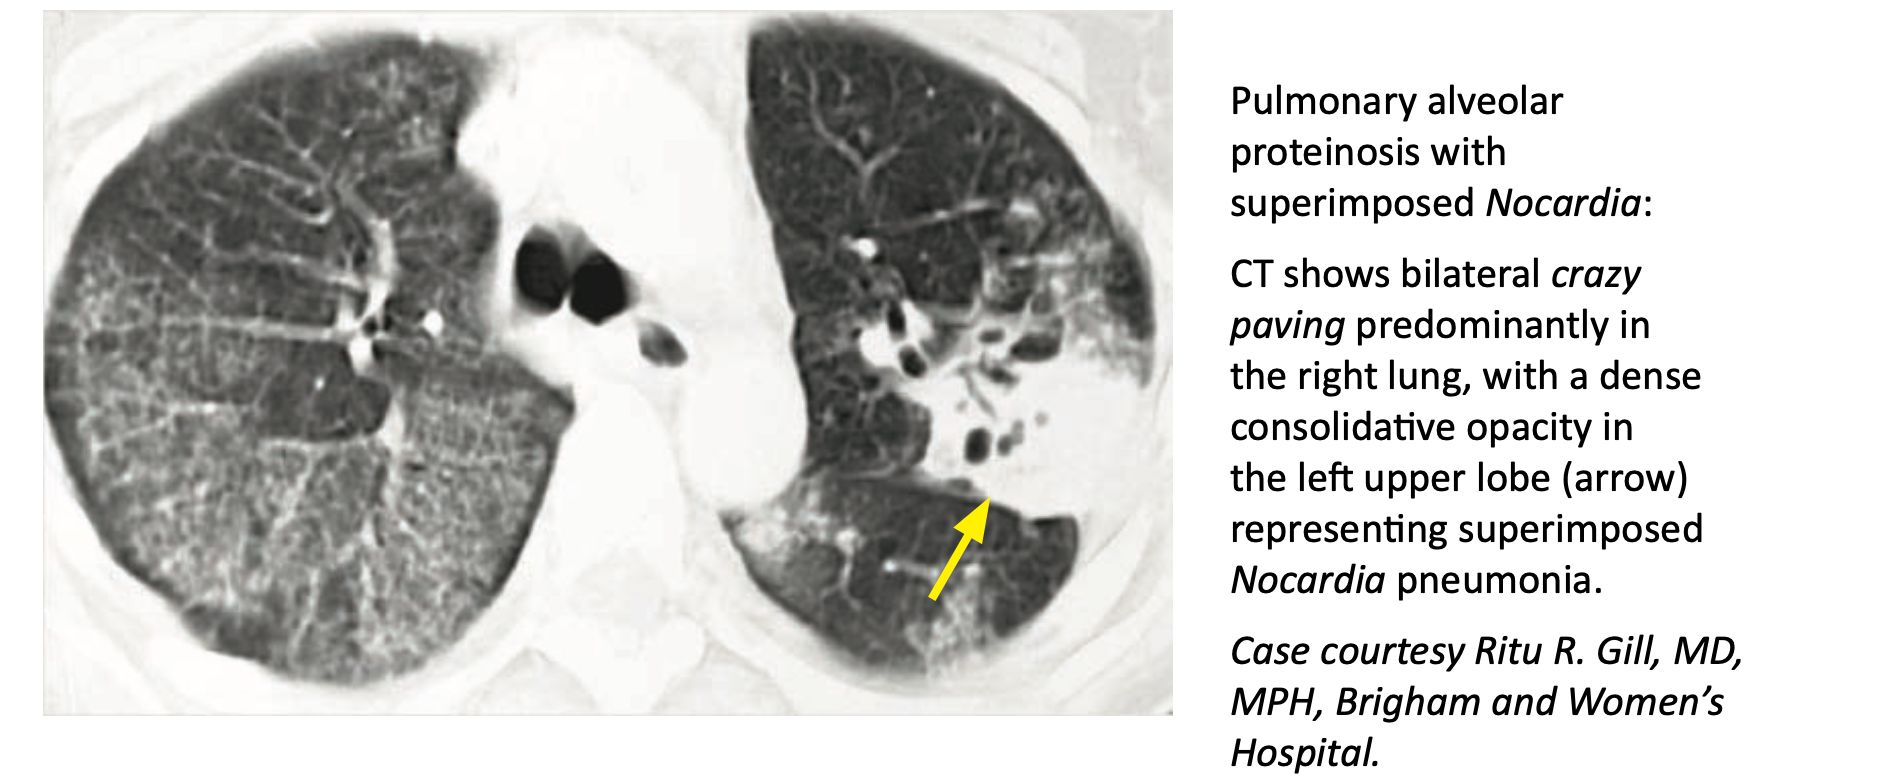 Pulmonary alveolar
proteinosis with
superimposed Nocardia:
CT shows bilateral crazy
paving predominantly in
the right lung, with a dense
consolidative opacity in
the left upper lobe (arrow)
representing superimposed
Nocardia pneumonia.
Case courtesy Ritu R. Gill, MD,
MPH, Brigham and Women’s
Hospital.